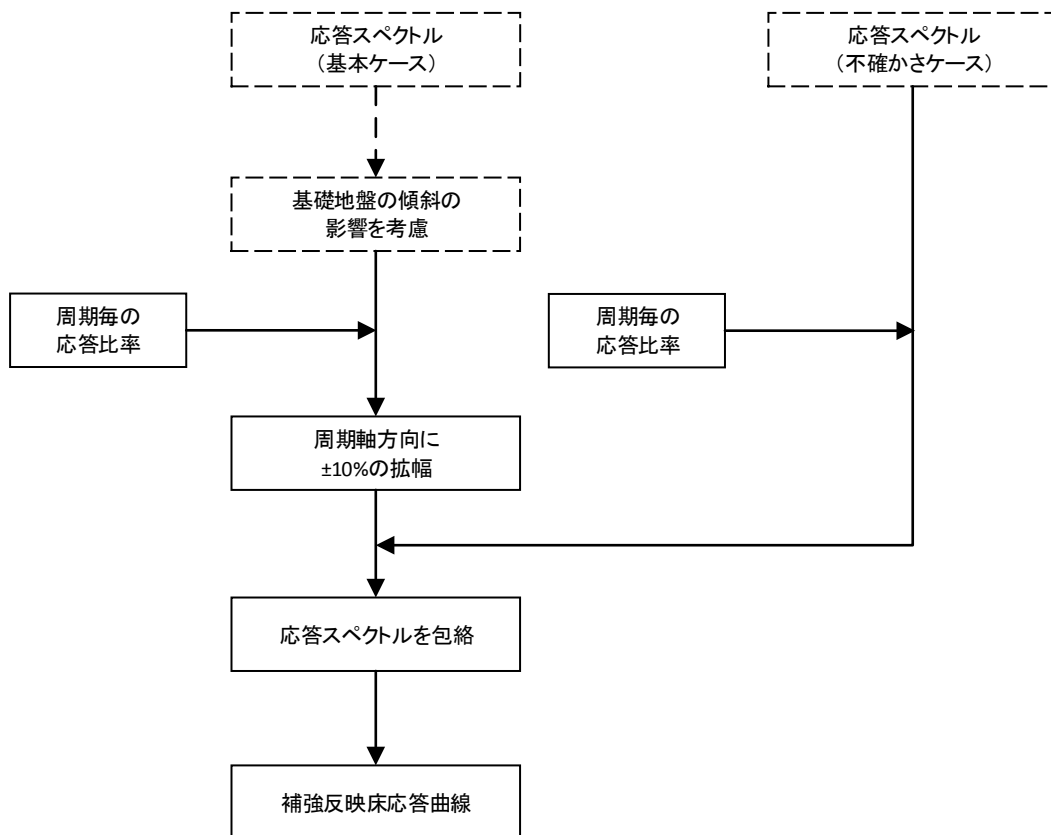 応答スペクトル
（基本ケース）
応答スペクトル
（不確かさケース）
基礎地盤の傾斜の
影響を考慮
周期毎の
応答比率
周期毎の
応答比率
周期軸方向に
±10%の拡幅
応答スペクトルを包絡
補強反映床応答曲線